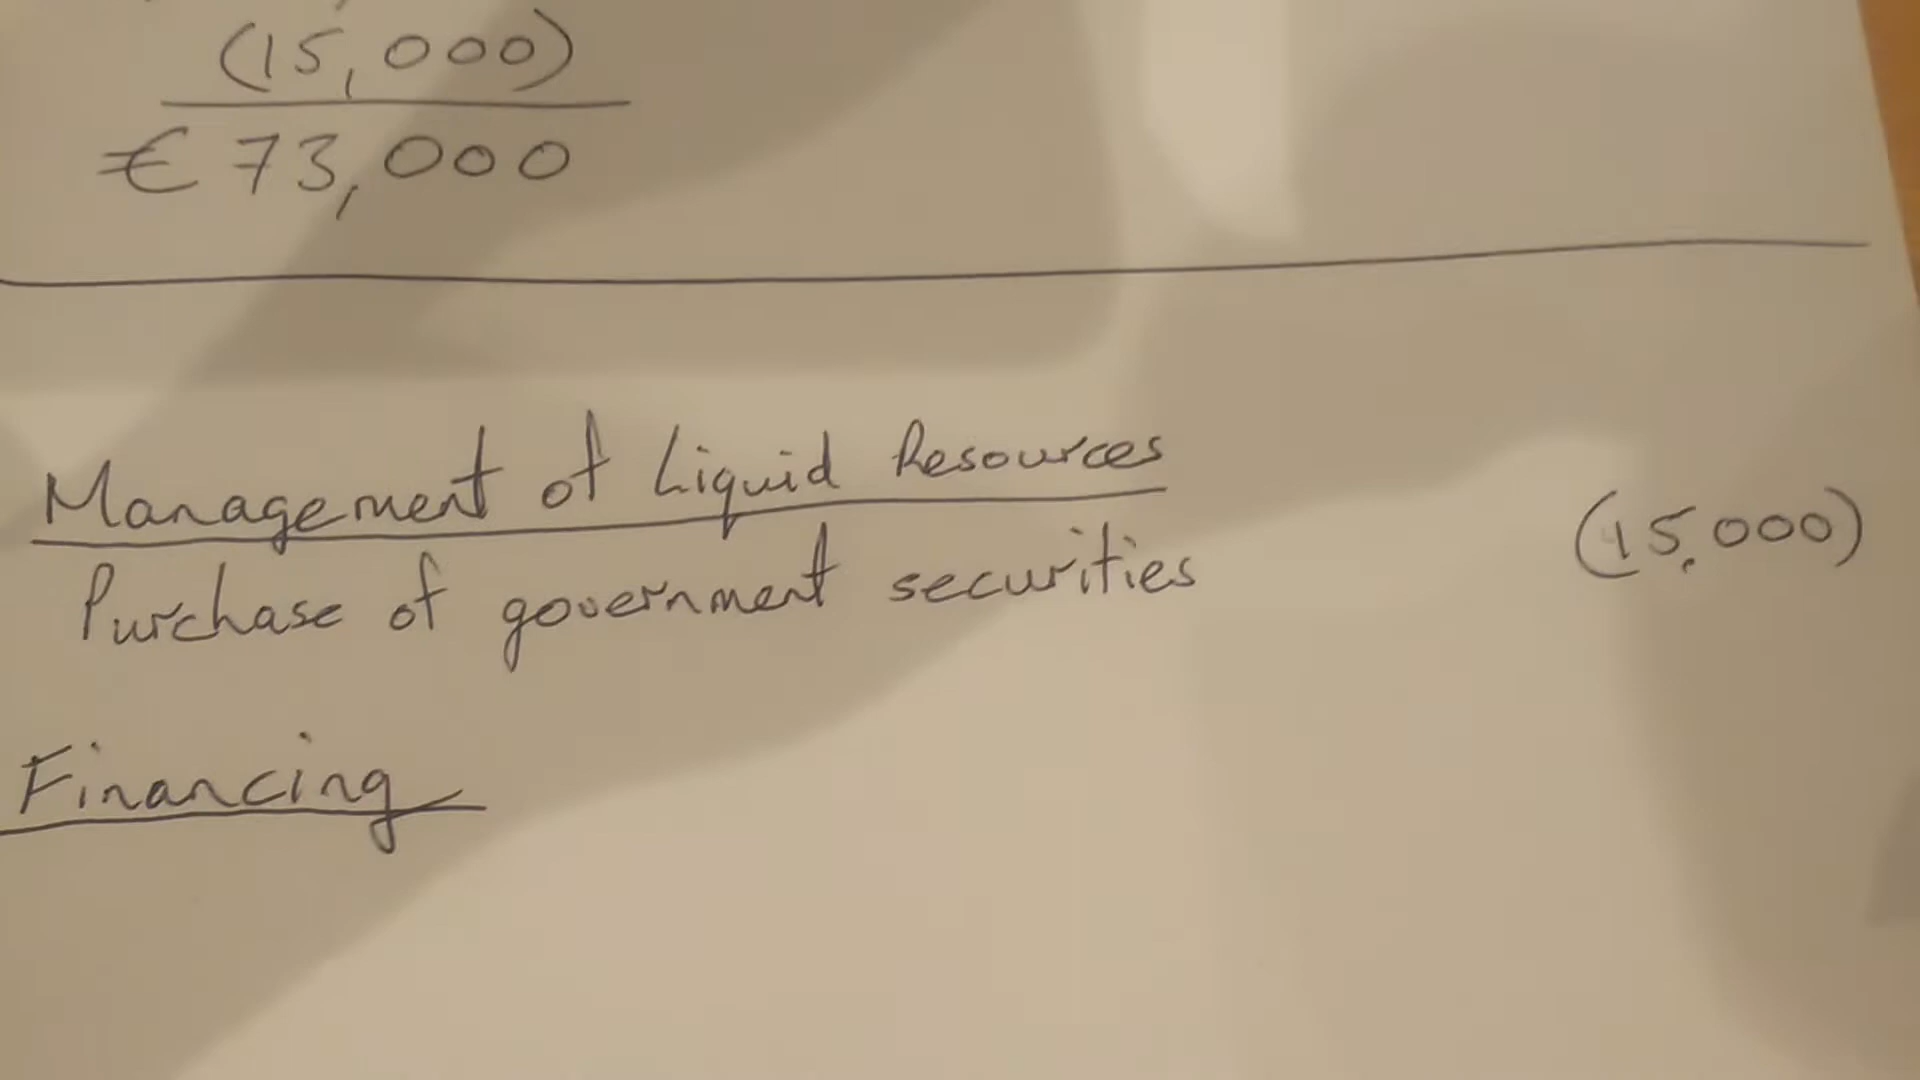 (15,000)
€ 73,000
Management of Liquid Resources
Purchase of government securities (15,000)
Financing